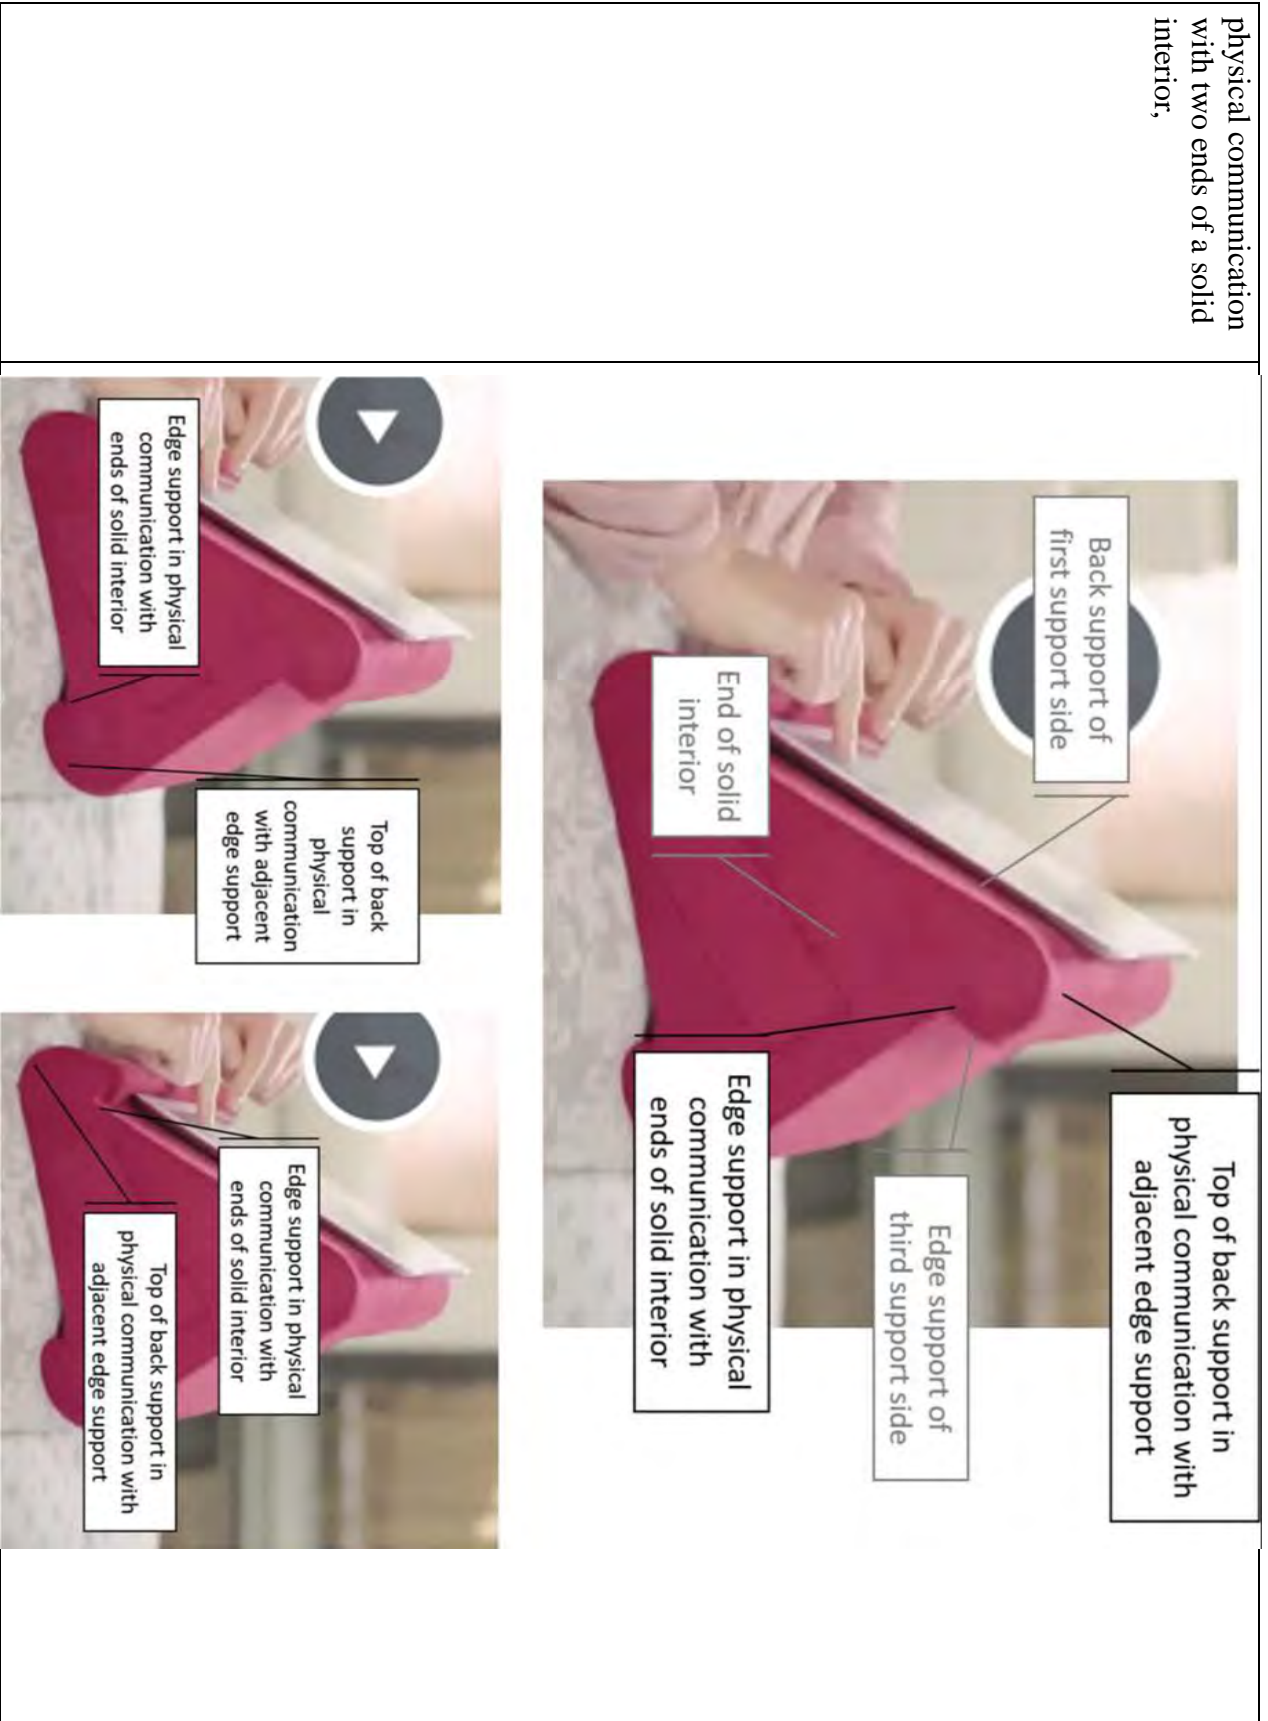 physical communication
with two ends of a solid
interior,
Back support of
first support side
Top of back support in
physical communication with
adjacent edge support
End of solid
interior
Edge support of
third support side
Edge support in physical
communication with
ends of solid interior
Top of back
support in
physical
communication
with adjacent
edge support
Edge support in physical
communication with
ends of solid interior
Edge support in physical
communication with
ends of solid interior
Top of back support in
physical communication with
adjacent edge support